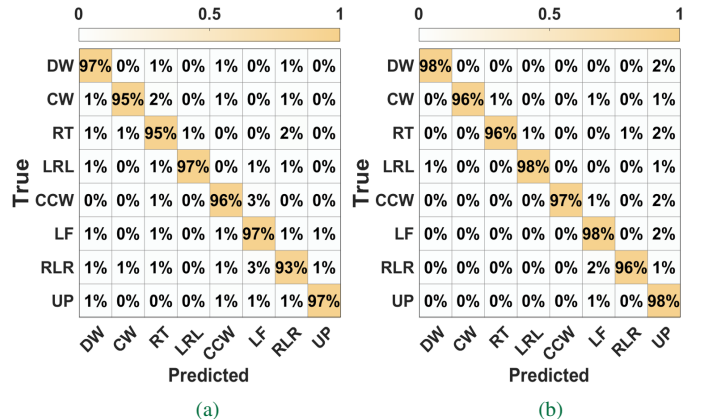 0 0.5 1
DW 97% 0% 1% 0% 1% 0% 1% 0%
CW 1% 95% 2% 0% 1% 0% 1% 0%
RT 1% 1% 95% 1% 0% 0% 2% 0%
LRL 1% 0% 1% 97% 0% 1% 1% 0%
CCW 0% 0% 1% 0% 96% 3% 0% 0%
LF 1% 0% 1% 0% 1% 97% 1% 1%
RLR 1% 1% 1% 0% 1% 3% 93% 1%
UP 1% 0% 0% 0% 1% 1% 1% 97%
True
DW CW RT LRL CCW LF RLR UP
Predicted
(a)
0 0.5 1
DW 98% 0% 0% 0% 0% 0% 0% 2%
CW 0% 96% 1% 0% 0% 1% 0% 1%
RT 0% 0% 96% 1% 0% 0% 1% 2%
LRL 1% 0% 0% 98% 0% 0% 0% 1%
CCW 0% 0% 0% 0% 97% 1% 0% 2%
LF 0% 0% 0% 0% 0% 98% 0% 2%
RLR 0% 0% 0% 0% 0% 2% 96% 1%
UP 0% 0% 0% 0% 0% 1% 0% 98%
True
DW CW RT LRL CCW LF RLR UP
Predicted
(b)